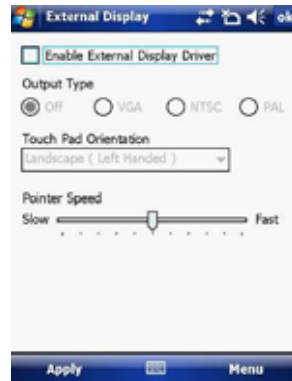 External Display ok
Enable External Display Driver
Output Type
Off VGA NTSC PAL
Touch Pad Orientation
Landscape ( Left Handed )
Pointer Speed
Slow Fast
Apply Menu